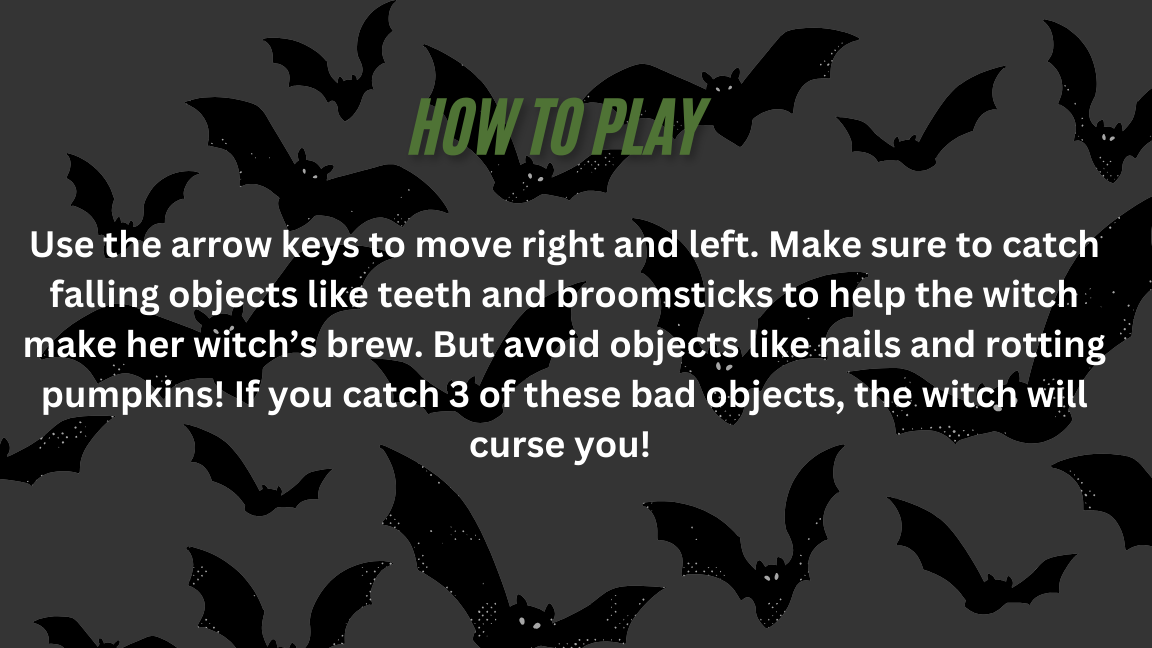 HOW TO PLAY
Use the arrow keys to move right and left. Make sure to catch
falling objects like teeth and broomsticks to help the witch
make her witch’s brew. But avoid objects like nails and rotting
pumpkins! If you catch 3 of these bad objects, the witch will
curse you!